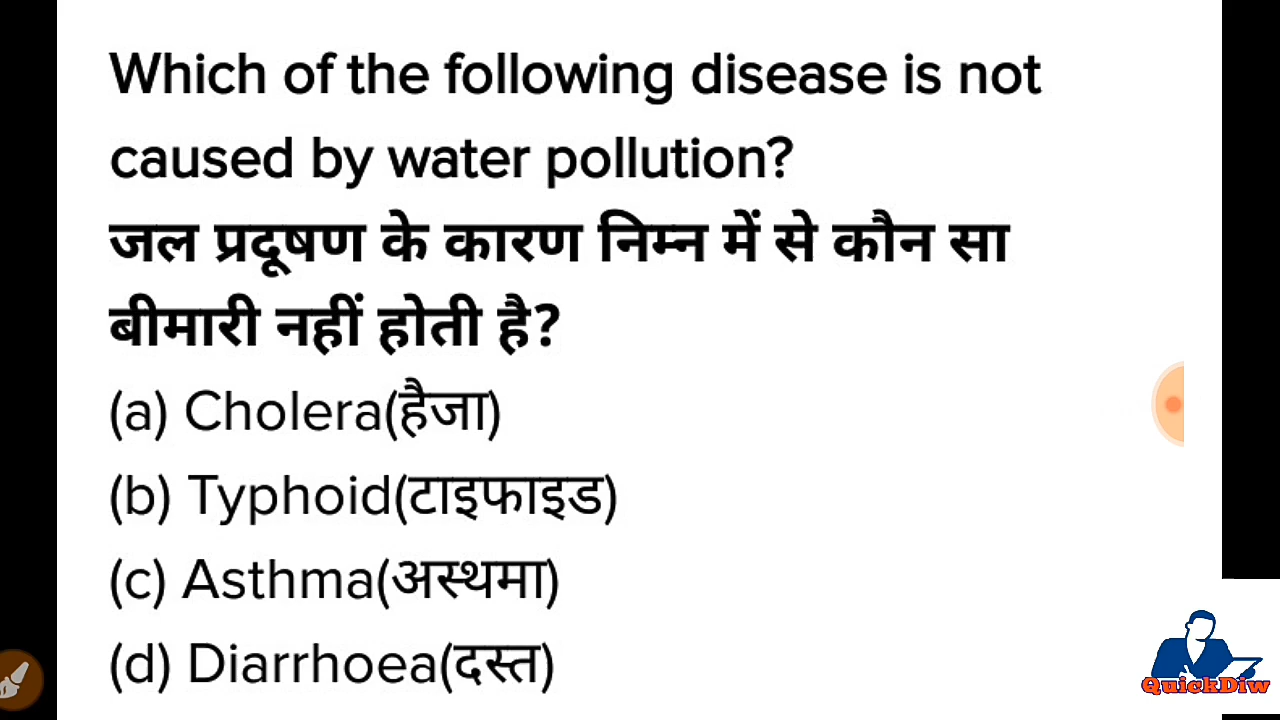 Which of the following disease is not
caused by water pollution?
जल प्रदूषण के कारण निम्न में से कौन सा
बीमारी नहीं होती है?
(a) Cholera(हैजा)
(b) Typhoid(टाइफाइड)
(c) Asthma(अस्थमा)
(d) Diarrhoea(दस्त)
QuickDiw